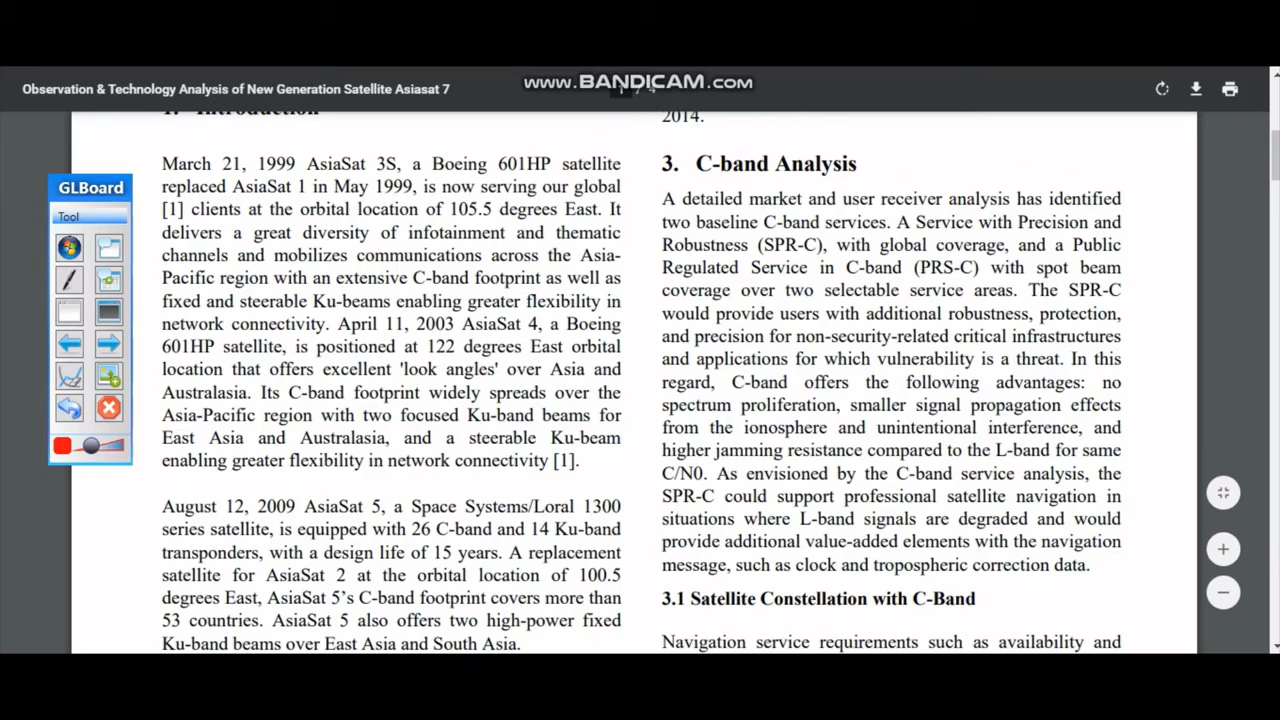 www.BANDICAM.com
Observation & Technology Analysis of New Generation Satellite Asiasat 7
1. Introduction
March 21, 1999 AsiaSat 3S, a Boeing 601HP satellite
replaced AsiaSat 1 in May 1999, is now serving our global
[1] clients at the orbital location of 105.5 degrees East. It
delivers a great diversity of infotainment and thematic
channels and mobilizes communications across the Asia-
Pacific region with an extensive C-band footprint as well as
fixed and steerable Ku-beams enabling greater flexibility in
network connectivity. April 11, 2003 AsiaSat 4, a Boeing
601HP satellite, is positioned at 122 degrees East orbital
location that offers excellent 'look angles' over Asia and
Australasia. Its C-band footprint widely spreads over the
Asia-Pacific region with two focused Ku-band beams for
East Asia and Australasia, and a steerable Ku-beam
enabling greater flexibility in network connectivity [1].
August 12, 2009 AsiaSat 5, a Space Systems/Loral 1300
series satellite, is equipped with 26 C-band and 14 Ku-band
transponders, with a design life of 15 years. A replacement
satellite for AsiaSat 2 at the orbital location of 100.5
degrees East, AsiaSat 5’s C-band footprint covers more than
53 countries. AsiaSat 5 also offers two high-power fixed
Ku-band beams over East Asia and South Asia.
2014.
3. C-band Analysis
A detailed market and user receiver analysis has identified
two baseline C-band services. A Service with Precision and
Robustness (SPR-C), with global coverage, and a Public
Regulated Service in C-band (PRS-C) with spot beam
coverage over two selectable service areas. The SPR-C
would provide users with additional robustness, protection,
and precision for non-security-related critical infrastructures
and applications for which vulnerability is a threat. In this
regard, C-band offers the following advantages: no
spectrum proliferation, smaller signal propagation effects
from the ionosphere and unintentional interference, and
higher jamming resistance compared to the L-band for same
C/N0. As envisioned by the C-band service analysis, the
SPR-C could support professional satellite navigation in
situations where L-band signals are degraded and would
provide additional value-added elements with the navigation
message, such as clock and tropospheric correction data.
3.1 Satellite Constellation with C-Band
Navigation service requirements such as availability and
GLBoard
Tool